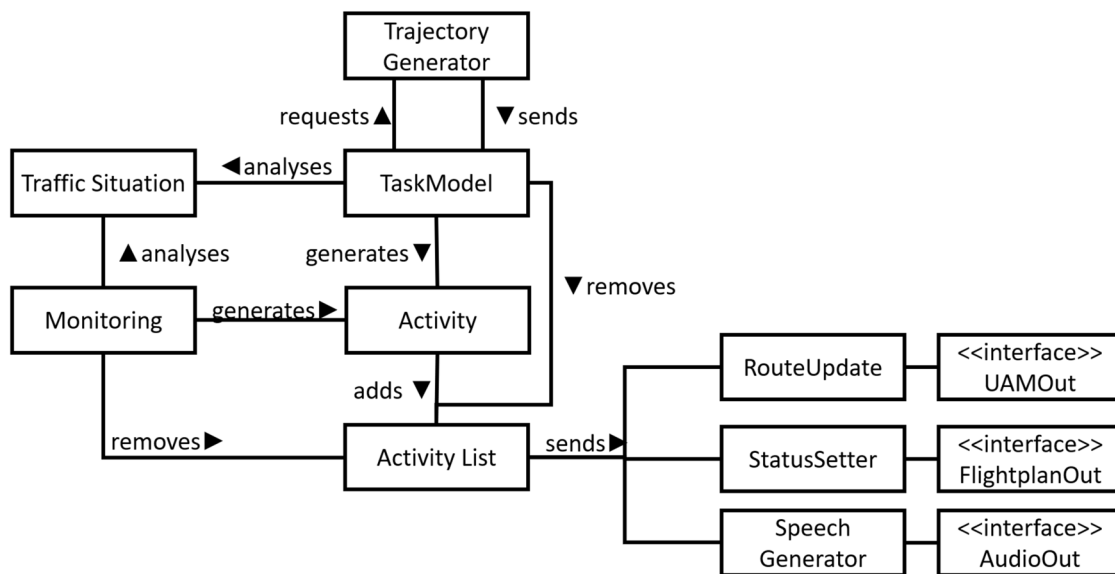 Trajectory
Generator
requests▲
▼sends
◀analyses
Traffic Situation
TaskModel
▲analyses
generates▼
▼removes
Monitoring
generates▶
Activity
adds ▼
RouteUpdate
<<interface>>
UAMOut
removes▶
Activity List
sends▶
StatusSetter
<<interface>>
FlightplanOut
Speech
Generator
<<interface>>
AudioOut